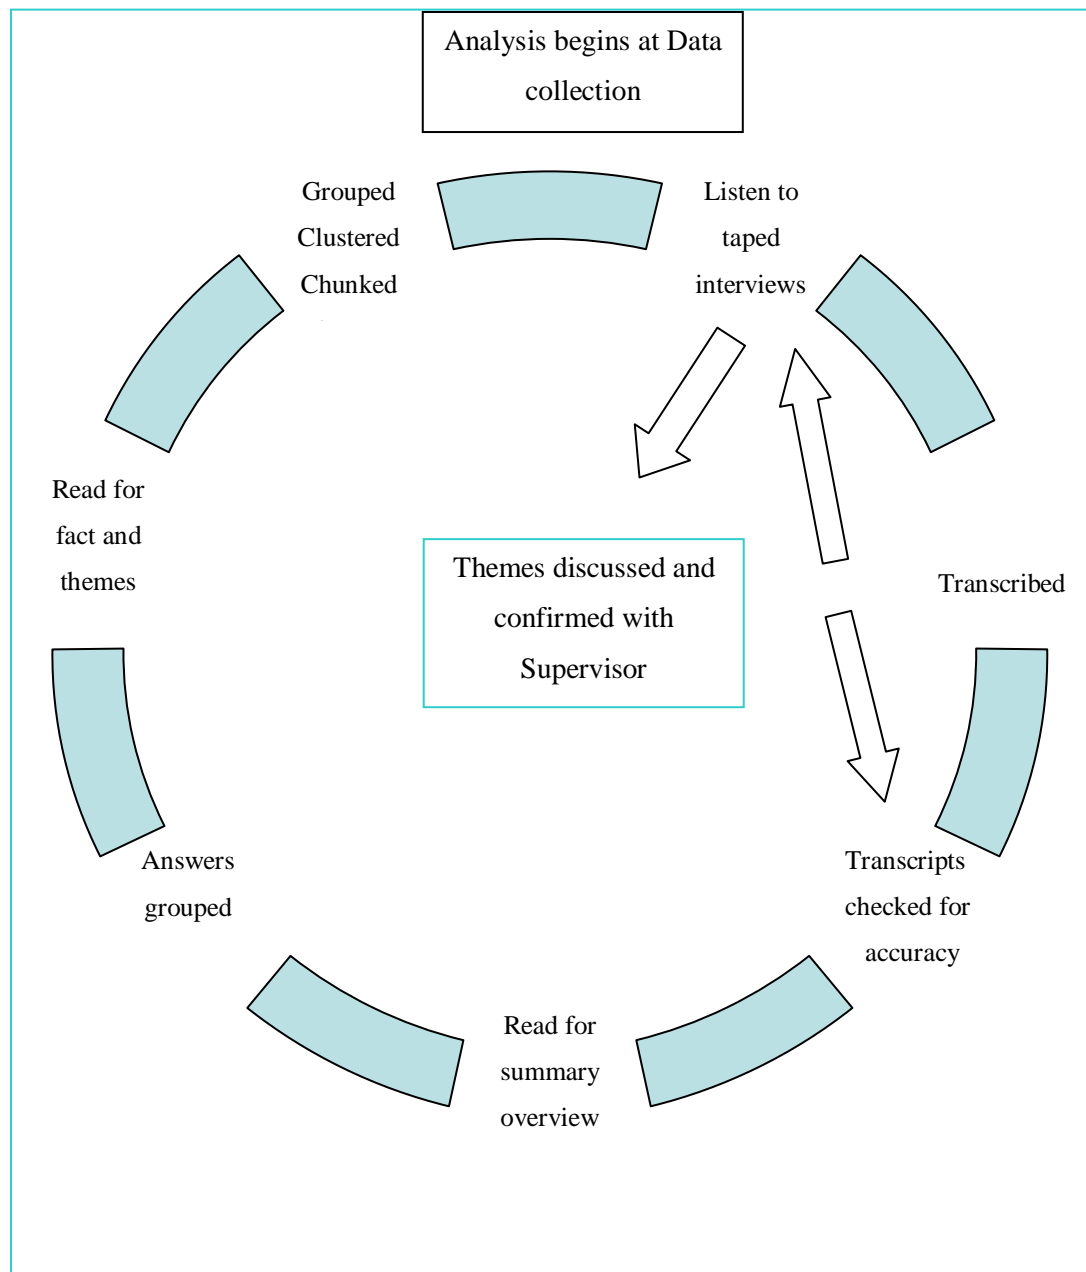 Analysis begins at Data
collection
Listen to
taped
interviews
Transcribed
Transcripts
checked for
accuracy
Read for
summary
overview
Answers
grouped
Read for
fact and
themes
Grouped
Clustered
Chunked
Themes discussed and
confirmed with
Supervisor